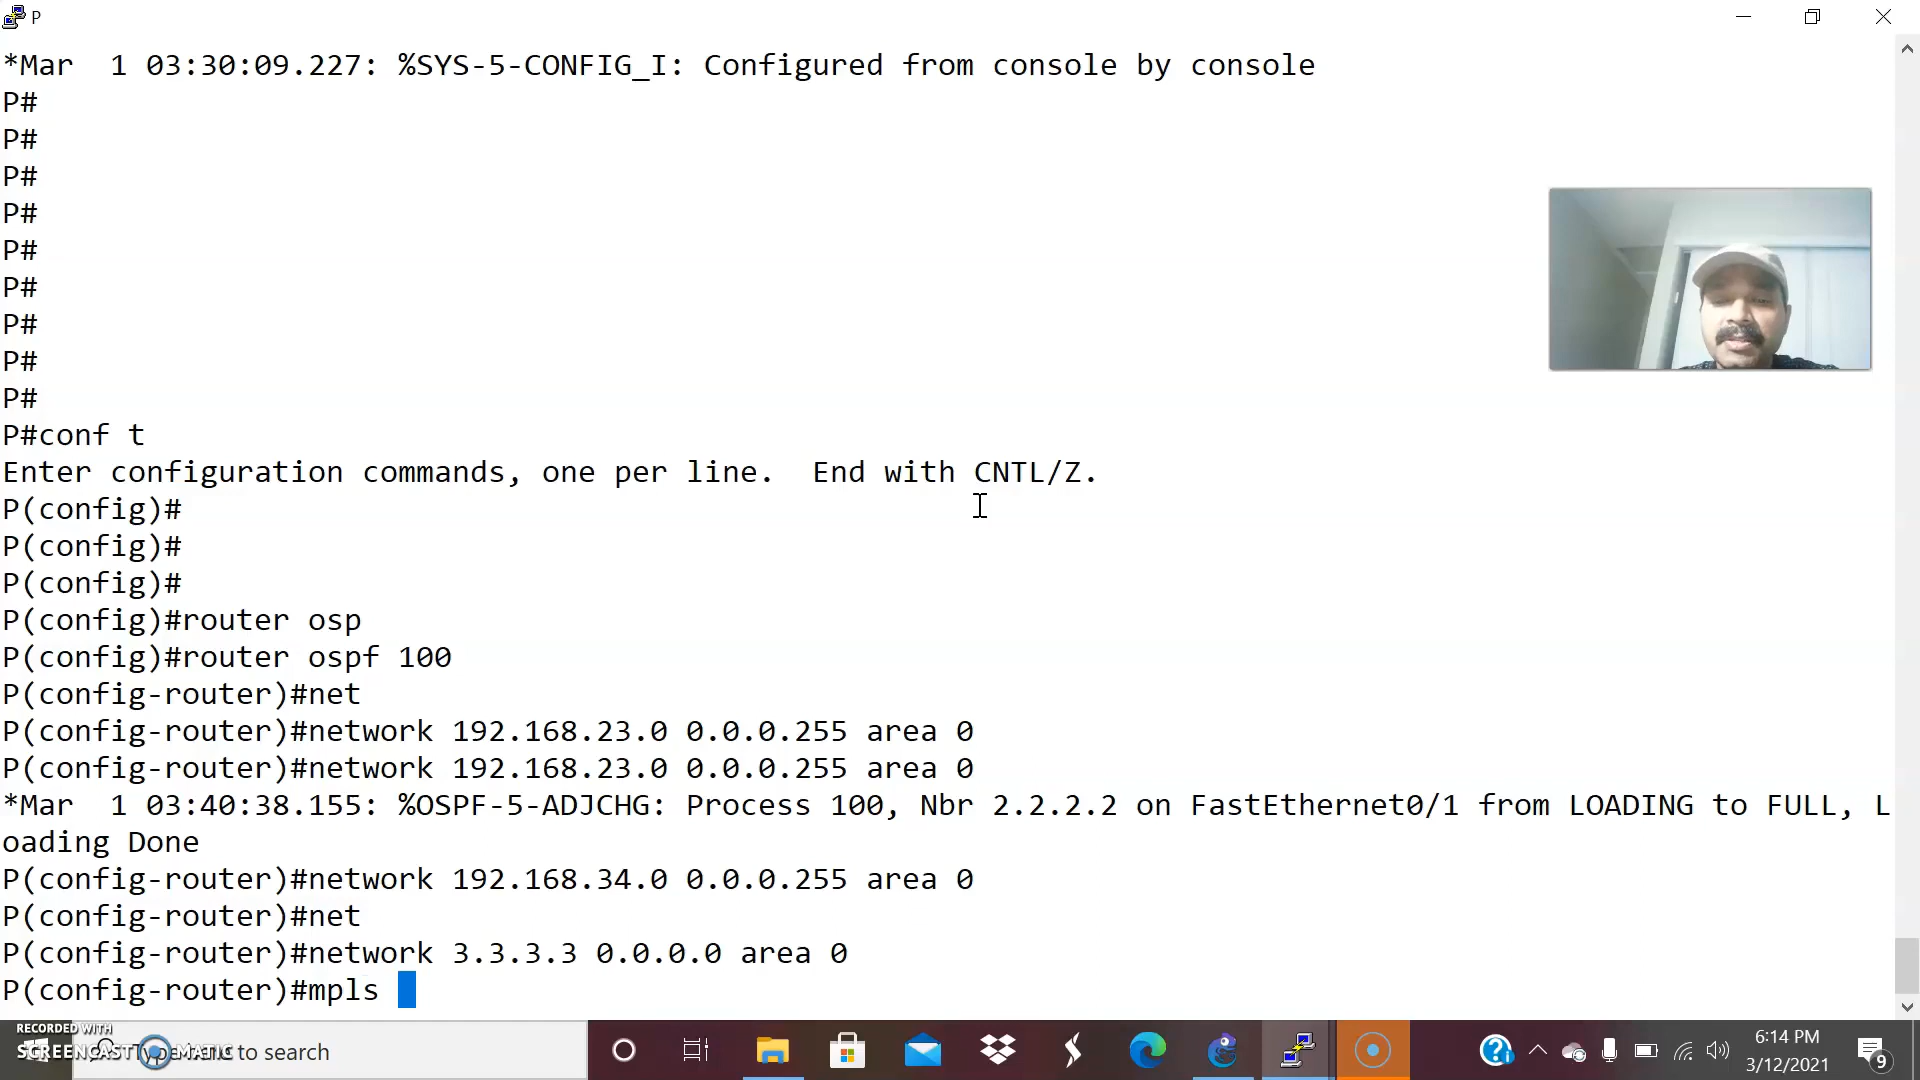 P
*Mar  1 03:30:09.227: %SYS-5-CONFIG_I: Configured from console by console
P#
P#
P#
P#
P#
P#
P#
P#
P#
P#conf t
Enter configuration commands, one per line.  End with CNTL/Z.
P(config)#
P(config)#
P(config)#
P(config)#router osp
P(config)#router ospf 100
P(config-router)#net
P(config-router)#network 192.168.23.0 0.0.0.255 area 0
P(config-router)#network 192.168.23.0 0.0.0.255 area 0
*Mar  1 03:40:38.155: %OSPF-5-ADJCHG: Process 100, Nbr 2.2.2.2 on FastEthernet0/1 from LOADING to FULL, L
oading Done
P(config-router)#network 192.168.34.0 0.0.0.255 area 0
P(config-router)#net
P(config-router)#network 3.3.3.3 0.0.0.0 area 0
P(config-router)#mpls
RECORDED WITH
SCREENCAST MATIC
Type here to search
6:14 PM
3/12/2021
9